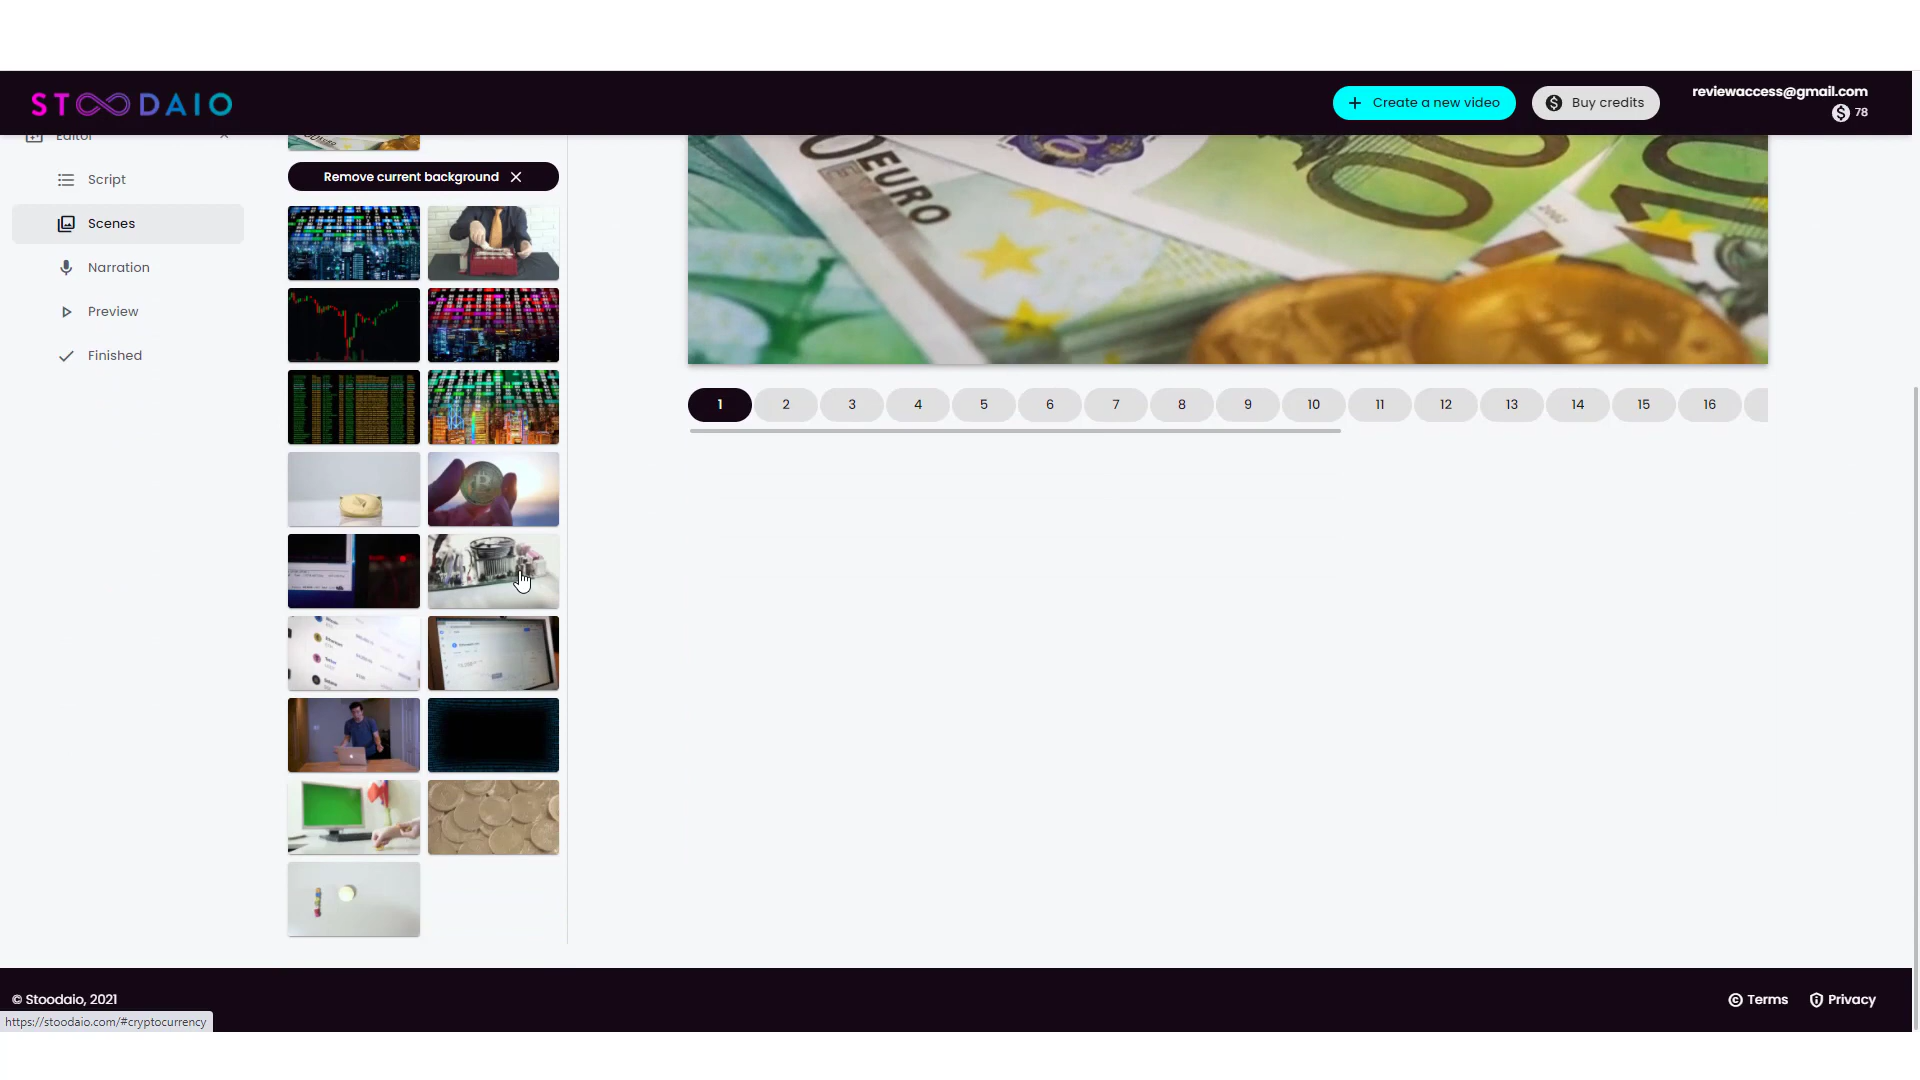 STOODAIO
Create a new video
Buy credits
reviewaccess@gmail.com
78
Editor
Script
Scenes
Narration
Preview
Finished
Remove current background
EURO
1
2
3
4
5
6
7
8
9
10
11
12
13
14
15
16
© Stoodaio, 2021
Terms
Privacy
https://stoodaio.com/#cryptocurrency